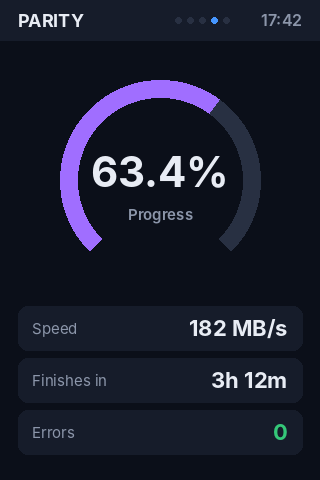 PARITY 17:42
63.4%
Progress
Speed 182 MB/s
Finishes in 3h 12m
Errors 0